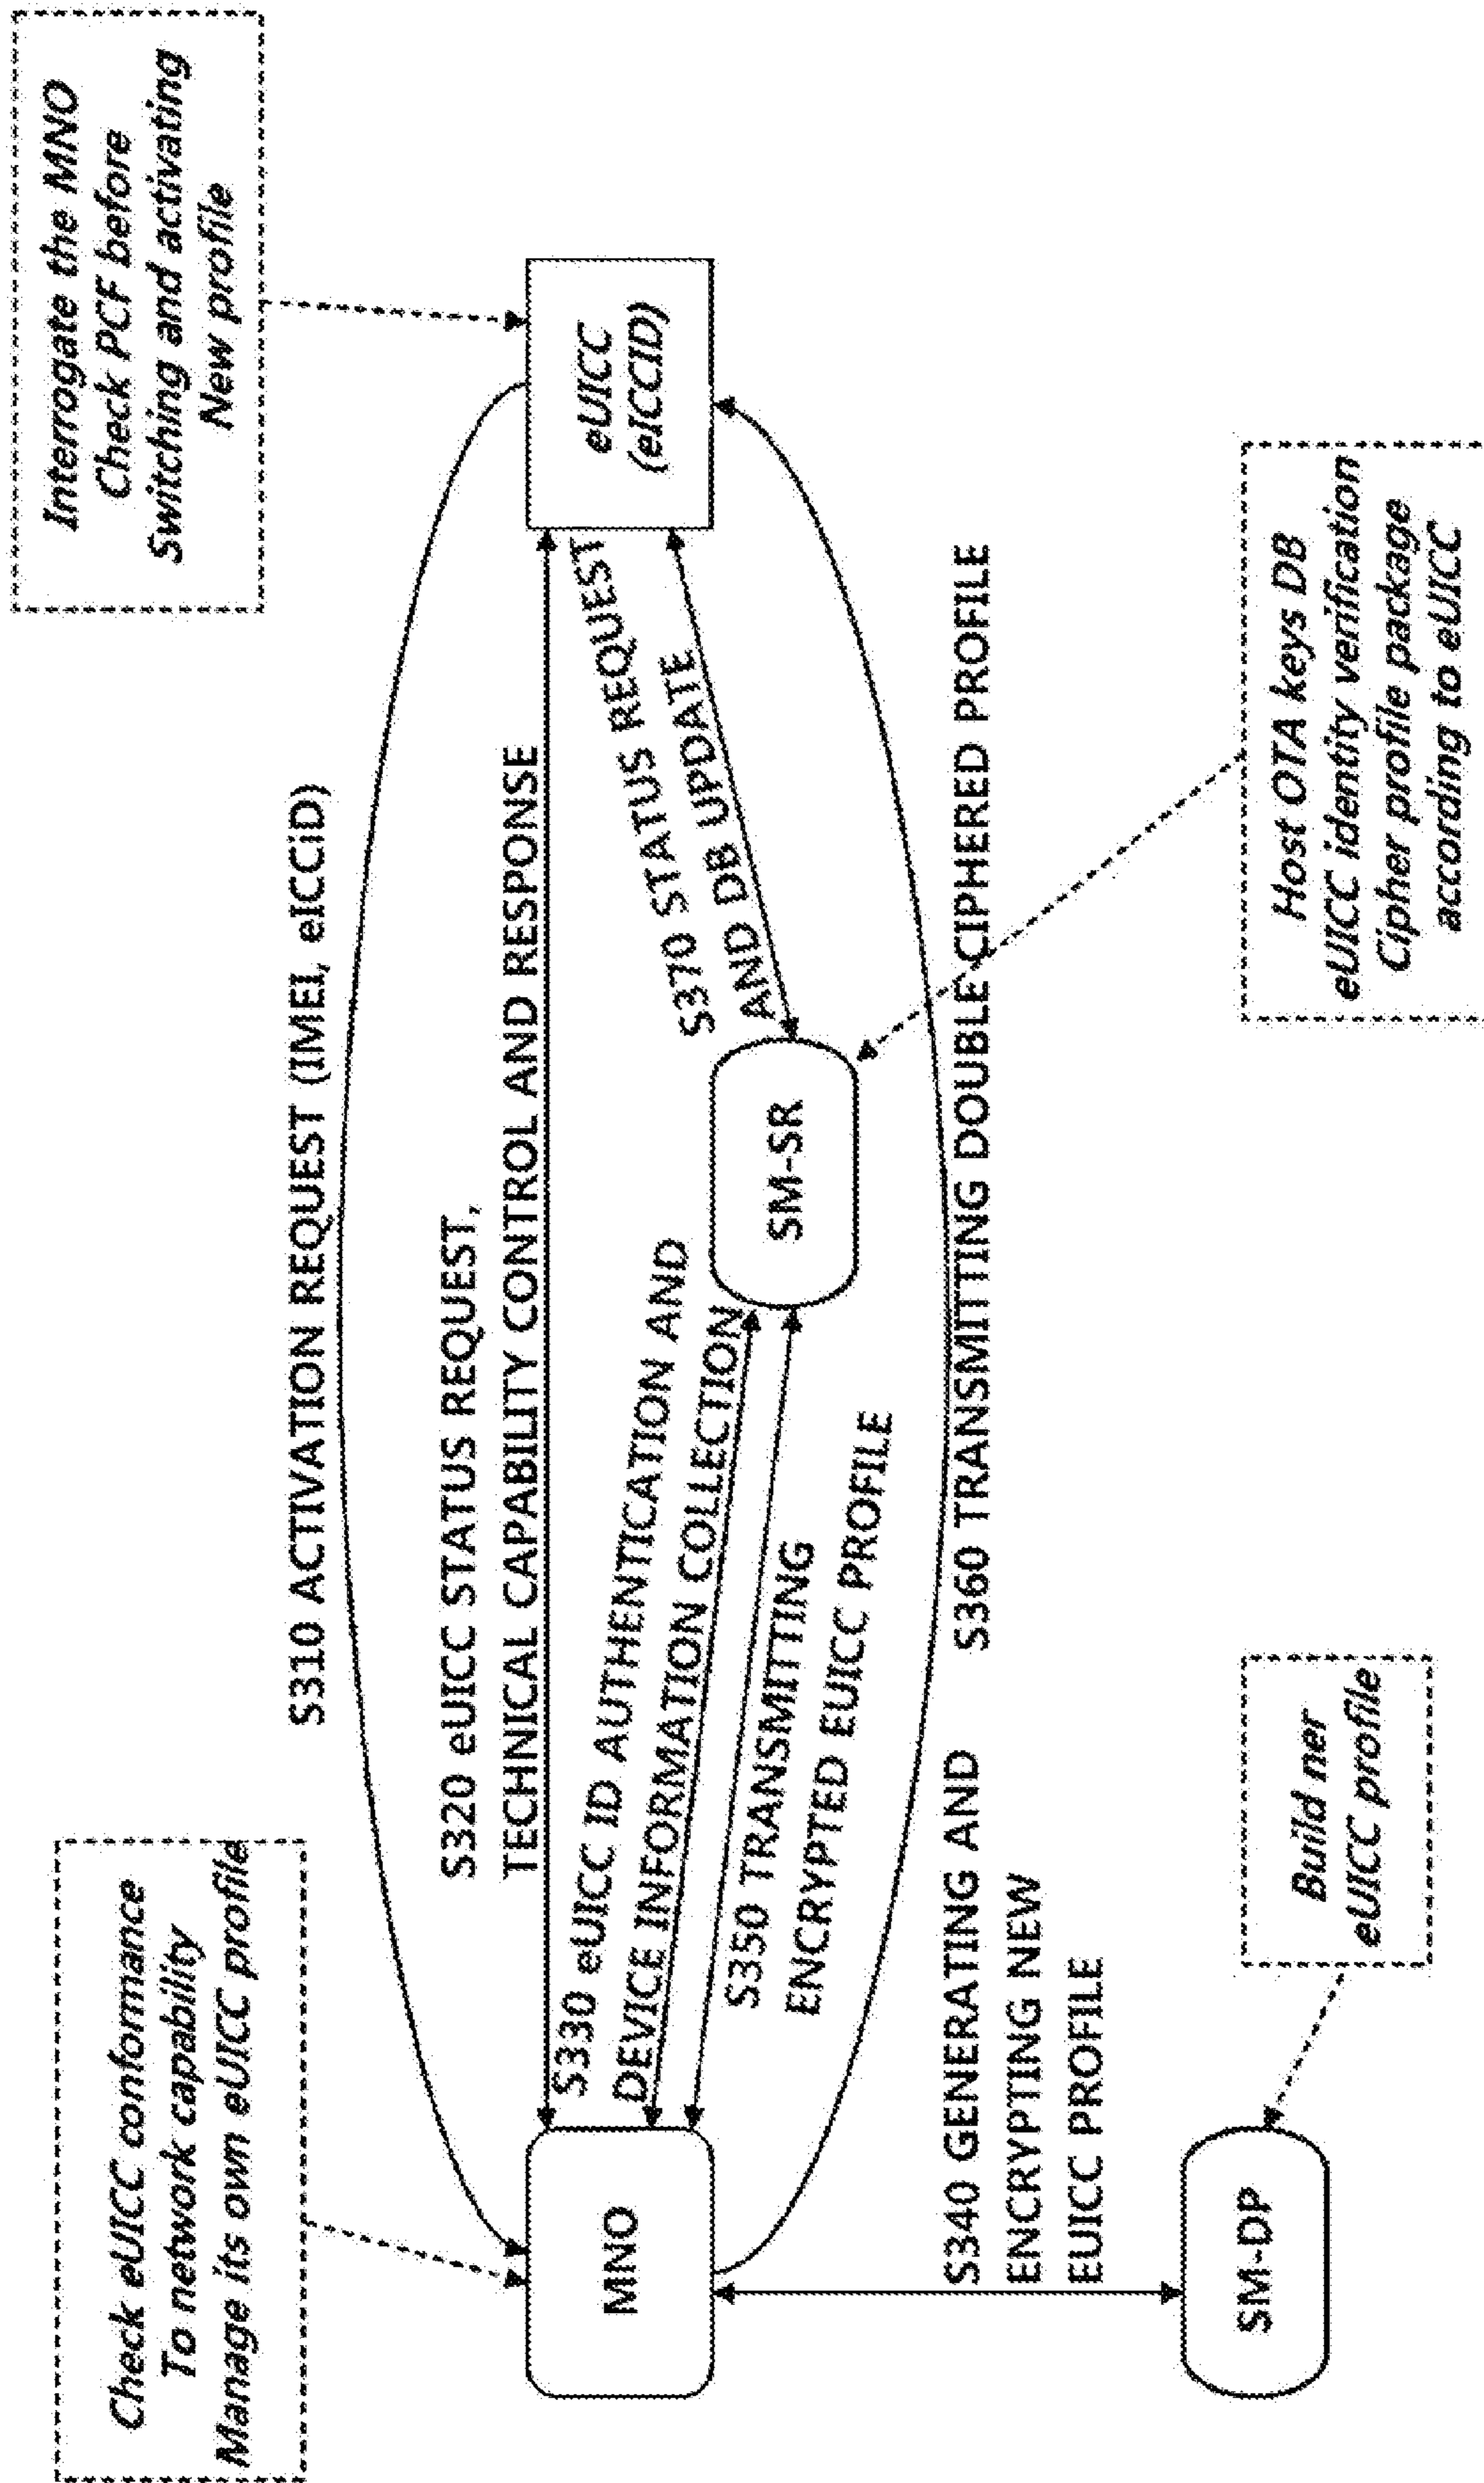 Check eUICC conformance
To network capability
Manage its own eUICC profile
Interrogate the MNO
Check PCF before
Switching and activating
New profile
S310 ACTIVATION REQUEST (IMEI, eICCiD)
S320 eUICC STATUS REQUEST,
TECHNICAL CAPABILITY CONTROL AND RESPONSE
MNO
eUICC
(eICCID)
S330 eUICC ID AUTHENTICATION AND
DEVICE INFORMATION COLLECTION
S370 STATUS REQUEST
AND DB UPDATE
SM-SR
S350 TRANSMITTING
ENCRYPTED EUICC PROFILE
S340 GENERATING AND
ENCRYPTING NEW
EUICC PROFILE
S360 TRANSMITTING DOUBLE CIPHERED PROFILE
SM-DP
Build ner
eUICC profile
Host OTA keys DB
eUICC identity verification
Cipher profile package
according to eUICC